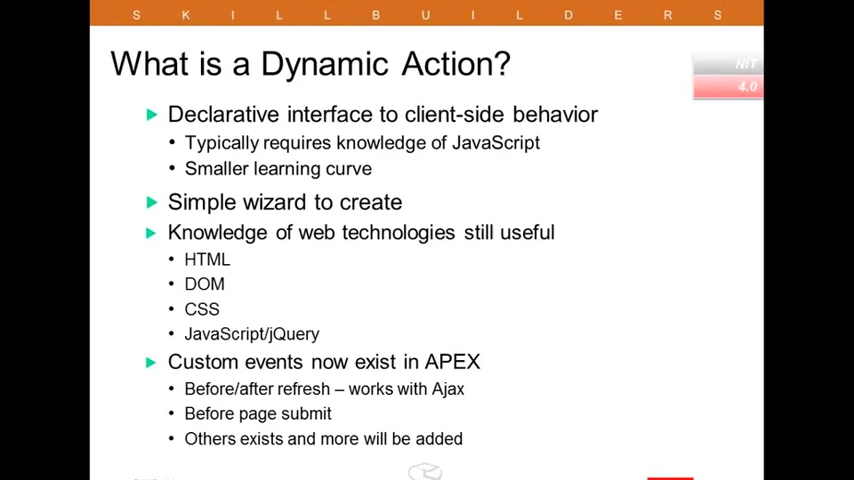 SKILLBUILDERS
What is a Dynamic Action?
NIT
4.0
Declarative interface to client-side behavior
• Typically requires knowledge of JavaScript
• Smaller learning curve
Simple wizard to create
Knowledge of web technologies still useful
• HTML
• DOM
• CSS
• JavaScript/jQuery
Custom events now exist in APEX
• Before/after refresh – works with Ajax
• Before page submit
• Others exists and more will be added